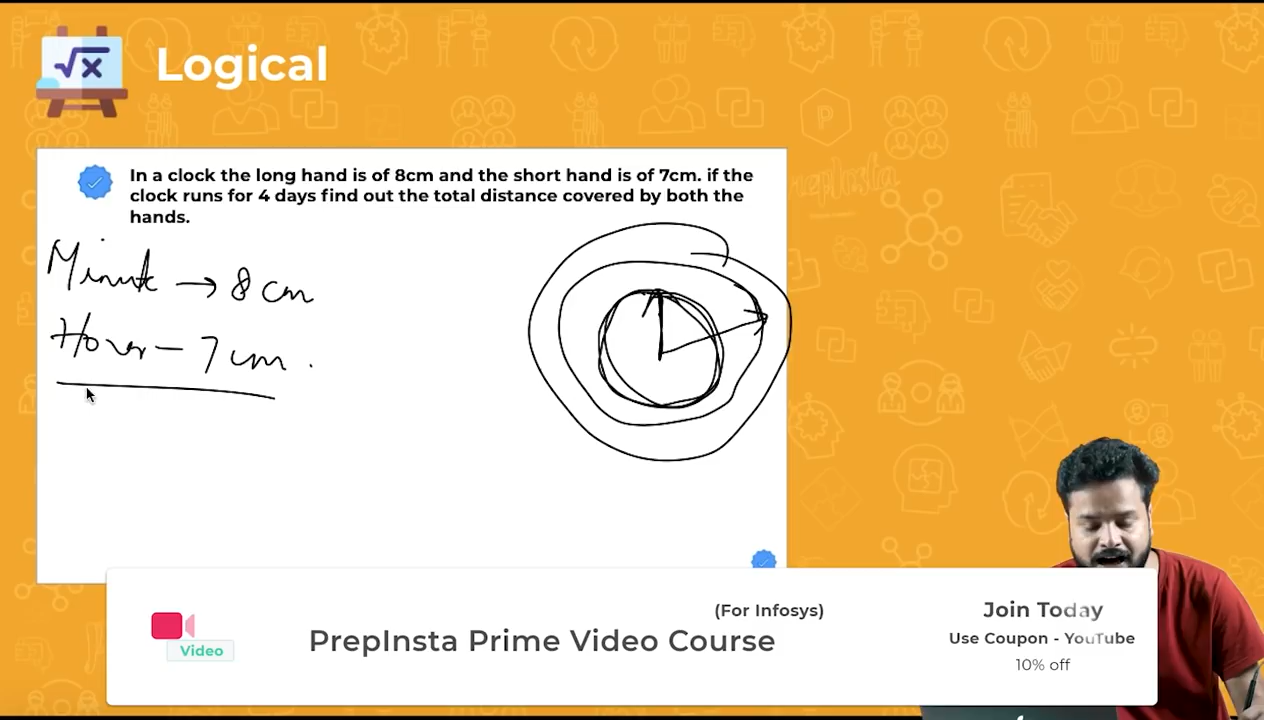 √x Logical
In a clock the long hand is of 8cm and the short hand is of 7cm. if the
clock runs for 4 days find out the total distance covered by both the
hands.
Minute → 8 cm
Hour – 7 cm.
P
prepinsta
(For Infosys)
Video
PrepInsta Prime Video Course
Join Today
Use Coupon - YouTube
10% off